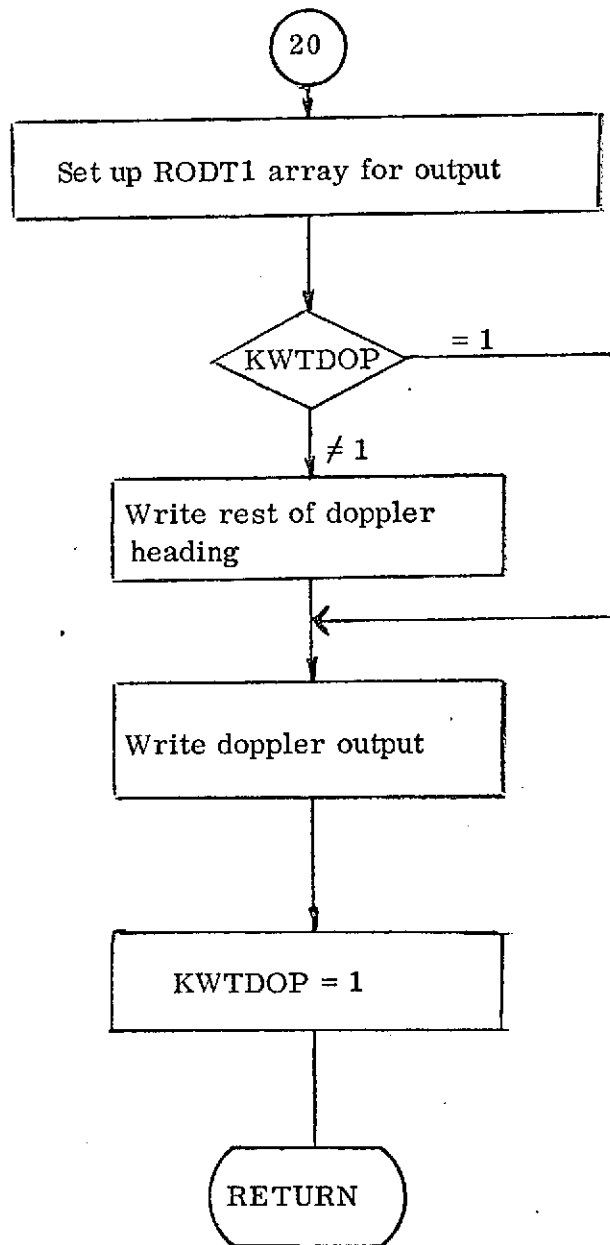 20
Set up RODT1 array for output
KWTDOP
= 1
≠ 1
Write rest of doppler
heading
Write doppler output
KWTDOP = 1
RETURN